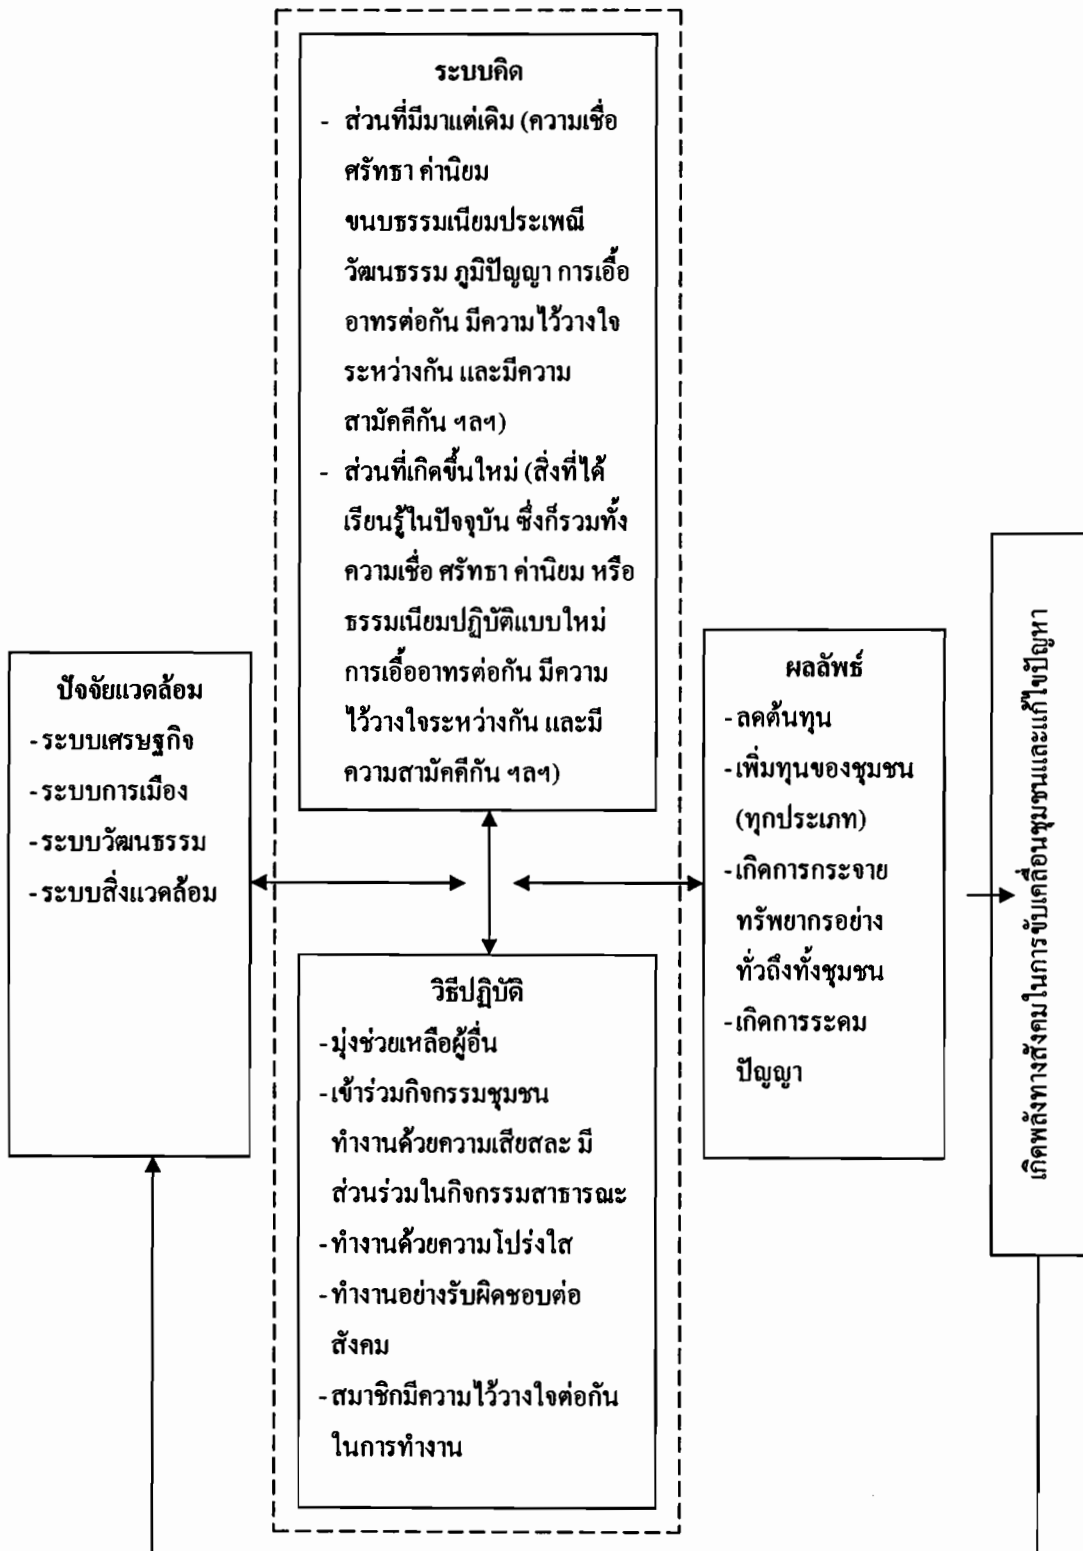 ระบบคิด
- ส่วนที่มีมาแต่เดิม (ความเชื่อ
ศรัทธา ค่านิยม
ขนบธรรมเนียมประเพณี
วัฒนธรรม ภูมิปัญญา การเอื้อ
อาทรต่อกัน มีความไว้วางใจ
ระหว่างกัน และมีความ
สามัคคีกัน ฯลฯ)
- ส่วนที่เกิดขึ้นใหม่ (สิ่งที่ได้
เรียนรู้ในปัจจุบัน ซึ่งก็รวมทั้ง
ความเชื่อ ศรัทธา ค่านิยม หรือ
ธรรมเนียมปฏิบัติแบบใหม่
การเอื้ออาทรต่อกัน มีความ
ไว้วางใจระหว่างกัน และมี
ความสามัคคีกัน ฯลฯ)
ปัจจัยแวดล้อม
-ระบบเศรษฐกิจ
-ระบบการเมือง
-ระบบวัฒนธรรม
-ระบบสิ่งแวดล้อม
วิธีปฏิบัติ
-มุ่งช่วยเหลือผู้อื่น
-เข้าร่วมกิจกรรมชุมชน
ทำงานด้วยความเสียสละ มี
ส่วนร่วมในกิจกรรมสาธารณะ
-ทำงานด้วยความโปร่งใส
-ทำงานอย่างรับผิดชอบต่อ
สังคม
-สมาชิกมีความไว้วางใจต่อกัน
ในการทำงาน
ผลลัพธ์
-ลดต้นทุน
-เพิ่มทุนของชุมชน
(ทุกประเภท)
-เกิดการกระจาย
ทรัพยากรอย่าง
ทั่วถึงทั้งชุมชน
-เกิดการระดม
ปัญญา
เกิดพลังทางสังคมในการขับเคลื่อนชุมชนและแก้ไขปัญหา